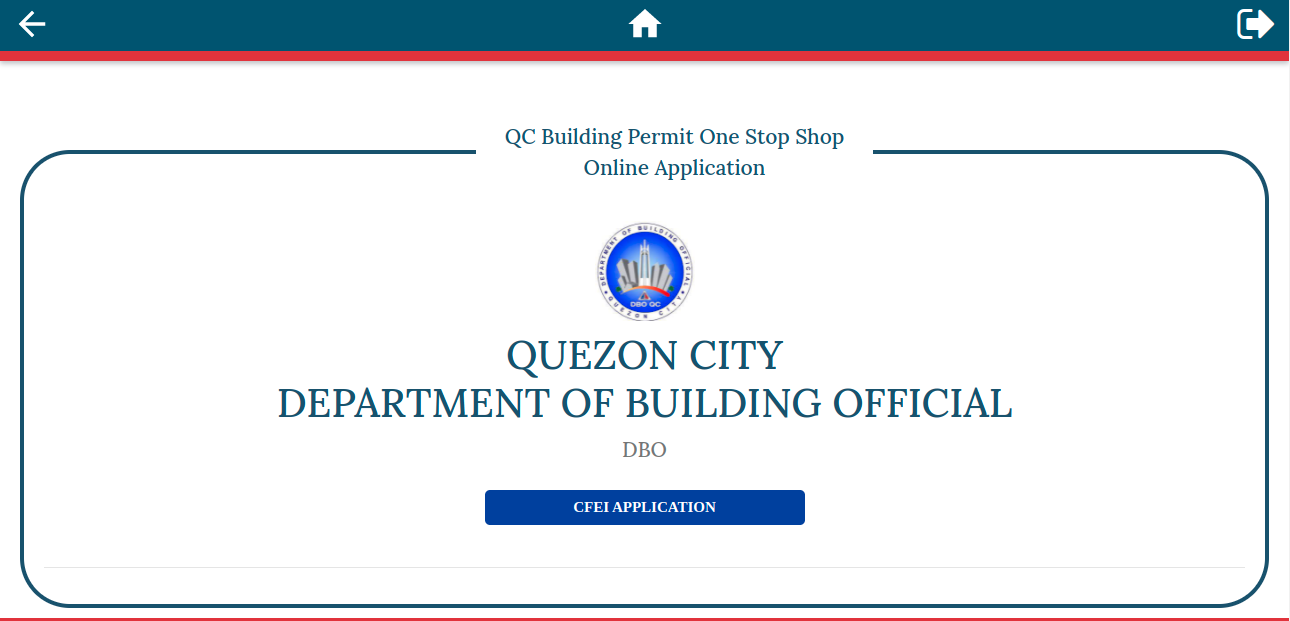 QC Building Permit One Stop Shop
Online Application
DEPARTMENT OF BUILDING OFFICIAL
QUEZON CITY
DBO QC
QUEZON CITY
DEPARTMENT OF BUILDING OFFICIAL
DBO
CFEI APPLICATION